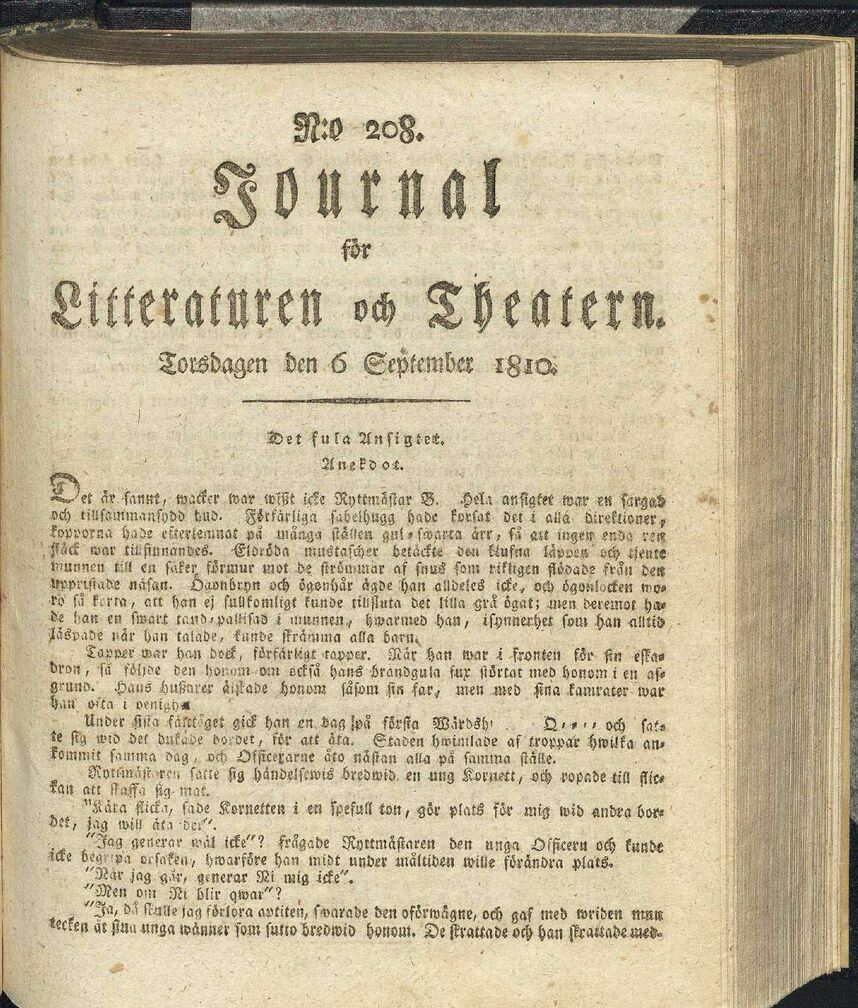 N:o 208.
Journal
för
Litteraturen och Theatern.
Torsdagen den 6 September 1810.
Det fula Ansigtet.
Anekdot.
Det är sannt, wacker war wißt icke Ryttmästar B. Hela ansigtet war en sargad
och tillsammansydd hud. Förfärliga sabelhugg hade korsat det i alla direktioner,
kopporna hade efterlemnat på många ställen gul-swarta ärr, så att ingen enda ren
fläck war tillfinnandes. Eldröda mustascher betäckte den klufna läppen och tjente
munnen till en säker förmur mot de strömmar af snus som rikligen flödade från den
uppristade näsan. Ögonbryn och ögonhår ägde han alldeles icke, och ögonlocken wo-
ro så korta, att han ej fullkomligt kunde tillsluta det lilla grå ögat; men deremot ha-
de han en swart tand-pallisad i munnen, hwarmed han, isynnerhet som han alltid
läspade när han talade, kunde skrämma alla barn.
Tapper war han dock, förfärligt tapper. När han war i fronten för sin eska-
dron, så följde den honom om också hans brandgula fux störtat med honom i en af-
grund. Hans husarer älskade honom såsom sin far, men med sina kamrater war
han ofta i oenighet.
Under sista fälttåget gick han en dag på första Wärdsh Q---- och sat-
te sig wid det dukade bordet, för att äta. Staden hwimlade af troppar hwilka an-
kommit samma dag, och Officerarne åto nästan alla på samma ställe.
Ryttmästaren satte sig händelsewis bredwid en ung Kornett, och ropade till flic-
kan att skaffa sig mat.
"Kära flicka, sade Kornetten i en spefull ton, gör plats för mig wid andra bor-
det, jag will äta der".
"Jag generar wäl icke"? frågade Ryttmästaren den unga Officern och kunde
icke begripa orsaken, hwarföre han midt under måltiden wille förändra plats.
"När jag går, generar Ni mig icke".
"Men om Ni blir qwar"?
"Ja, då skulle jag förlora aptiten, swarade den oförwägne, och gaf med wriden mun
tecken åt sina unga wänner som sutto bredwid honom. De skrattade och han skrattade med.